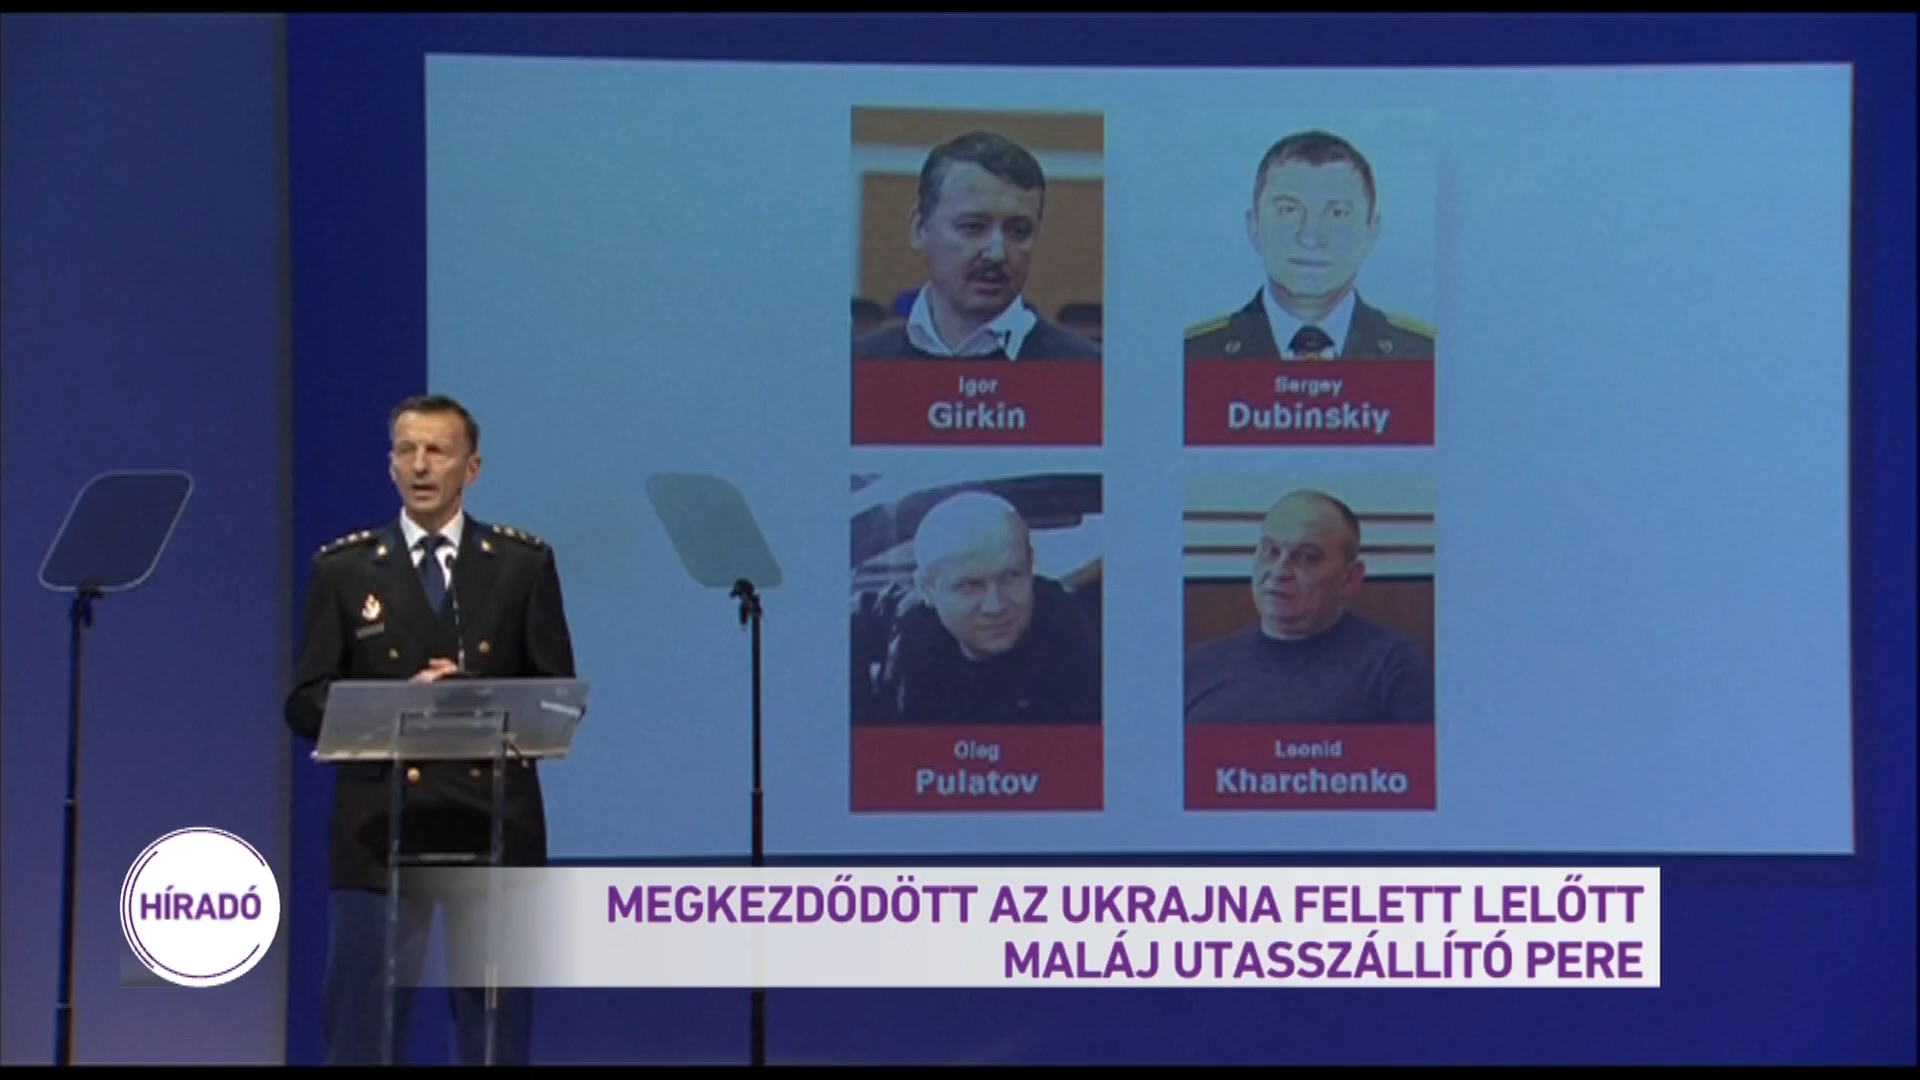 Igor
Girkin
Sergey
Dubinskiy
Oleg
Pulatov
Leonid
Kharchenko
HÍRADÓ
MEGKEZDŐDÖTT AZ UKRAJNA FELETT LELŐTT
MALÁJ UTASSZÁLLÍTÓ PERE